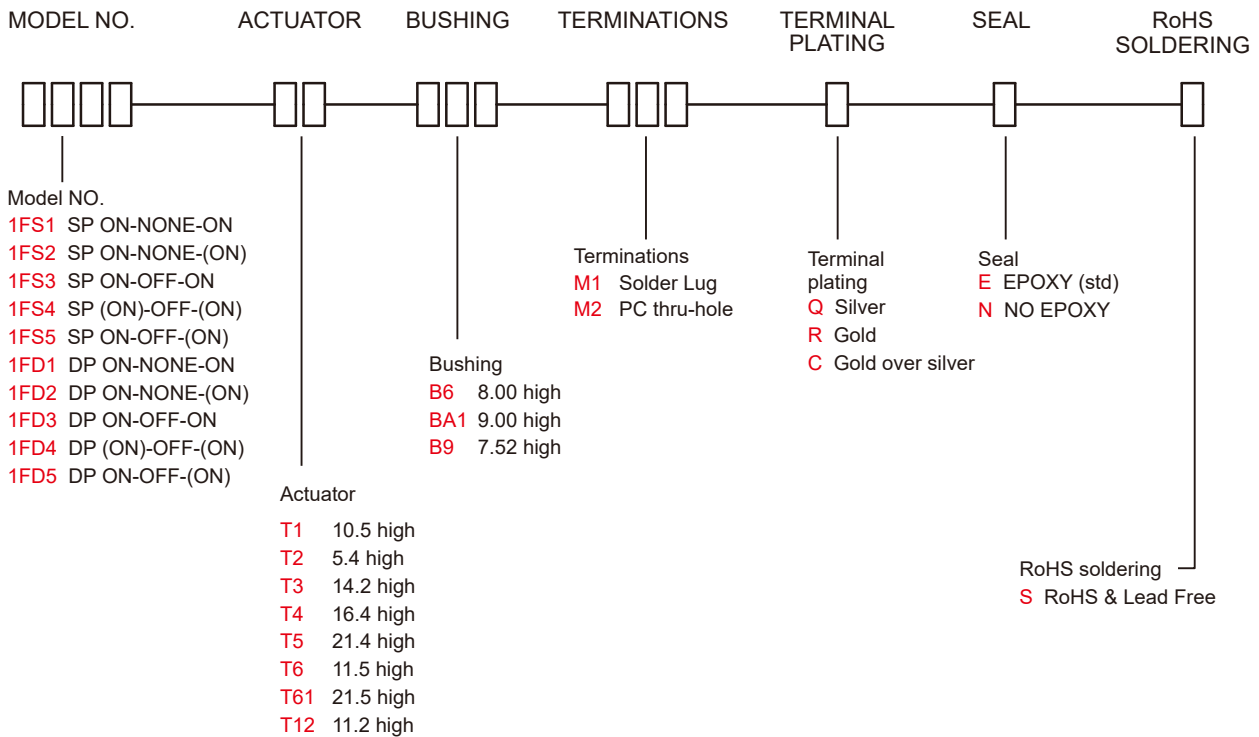 MODEL NO.
ACTUATOR
BUSHING
TERMINATIONS
TERMINAL
PLATING
SEAL
RoHS
SOLDERING
Model NO.
1FS1 SP ON-NONE-ON
1FS2 SP ON-NONE-(ON)
1FS3 SP ON-OFF-ON
1FS4 SP (ON)-OFF-(ON)
1FS5 SP ON-OFF-(ON)
1FD1 DP ON-NONE-ON
1FD2 DP ON-NONE-(ON)
1FD3 DP ON-OFF-ON
1FD4 DP (ON)-OFF-(ON)
1FD5 DP ON-OFF-(ON)
Actuator
T1 10.5 high
T2 5.4 high
T3 14.2 high
T4 16.4 high
T5 21.4 high
T6 11.5 high
T61 21.5 high
T12 11.2 high
Bushing
B6 8.00 high
BA1 9.00 high
B9 7.52 high
Terminations
M1 Solder Lug
M2 PC thru-hole
Terminal
plating
Q Silver
R Gold
C Gold over silver
Seal
E EPOXY (std)
N NO EPOXY
RoHS soldering
S RoHS & Lead Free